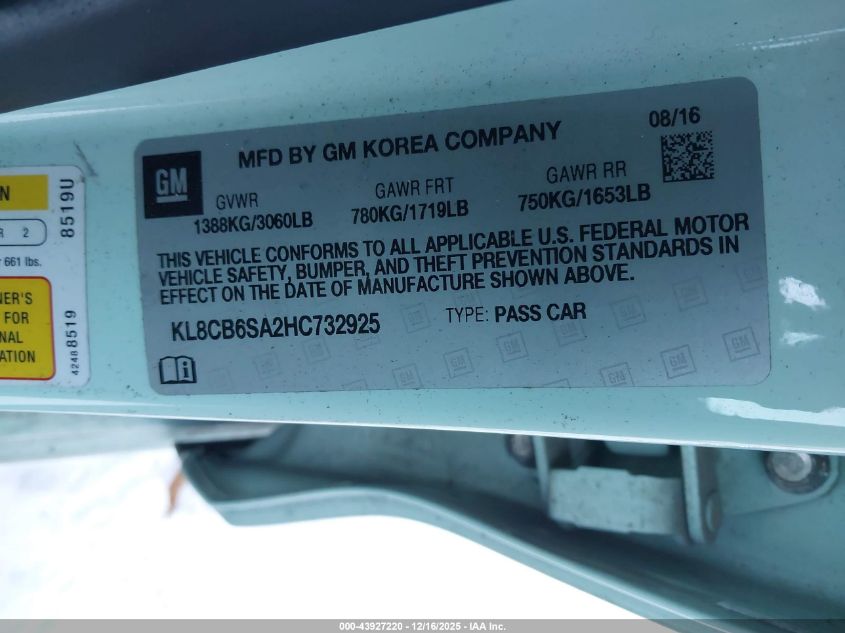 MFD BY GM KOREA COMPANY
08/16
GM
GVWR
1388KG/3060LB
GAWR FRT
780KG/1719LB
GAWR RR
750KG/1653LB
THIS VEHICLE CONFORMS TO ALL APPLICABLE U.S. FEDERAL MOTOR
VEHICLE SAFETY, BUMPER, AND THEFT PREVENTION STANDARDS IN
EFFECT ON THE DATE OF MANUFACTURE SHOWN ABOVE.
KL8CB6SA2HC732925
TYPE: PASS CAR
N
R 2
661 lbs.
NER'S
FOR
NAL
ATION
8519U
4248 8519
000-43927220 - 12/16/2025 - IAA Inc.